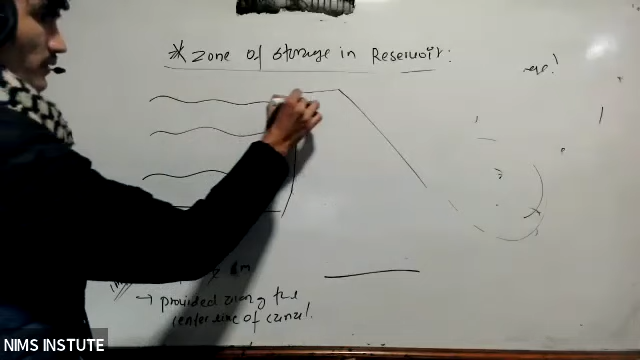 * Zone of Storage in Reservoir:
→ provided along the
center line of canal.
NIMS INSTUTE